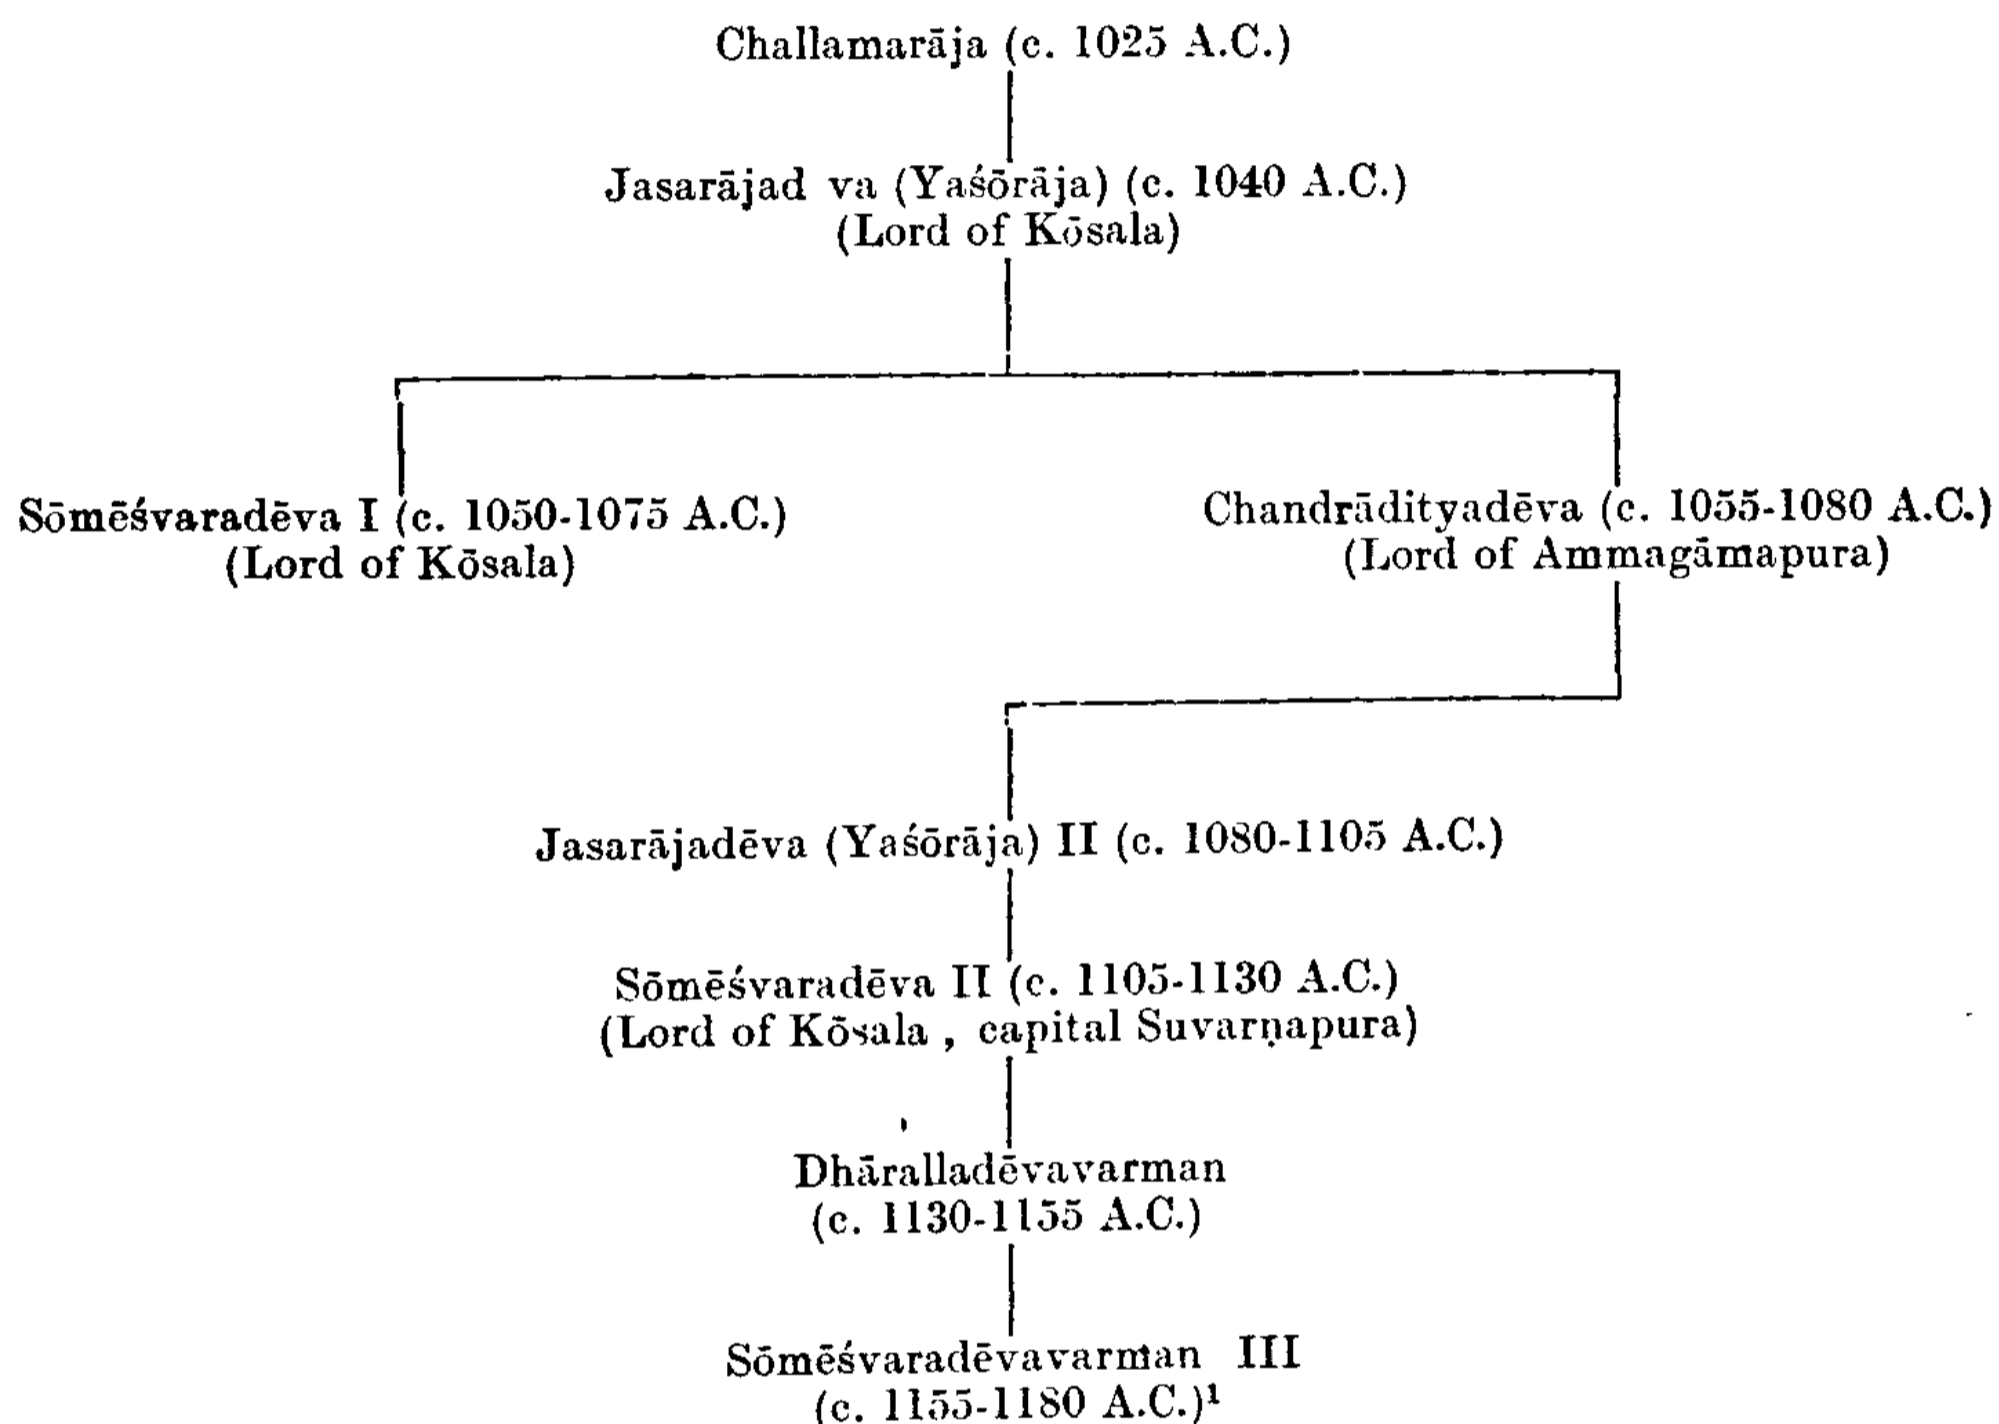 Challamarāja (c. 1025 A.C.)
Jasarājad va (Yaśōrāja) (c. 1040 A.C.)
(Lord of Kōsala)
Sōmēśvaradēva I (c. 1050-1075 A.C.)
(Lord of Kōsala)
Chandrādityadēva (c. 1055-1080 A.C.)
(Lord of Ammagāmapura)
Jasarājadēva (Yaśōrāja) II (c. 1080-1105 A.C.)
Sōmēśvaradēva II (c. 1105-1130 A.C.)
(Lord of Kōsala , capital Suvarṇapura)
Dhāralladēvavarman
(c. 1130-1155 A.C.)
Sōmēśvaradēvavarman III
(c. 1155-1180 A.C.)¹